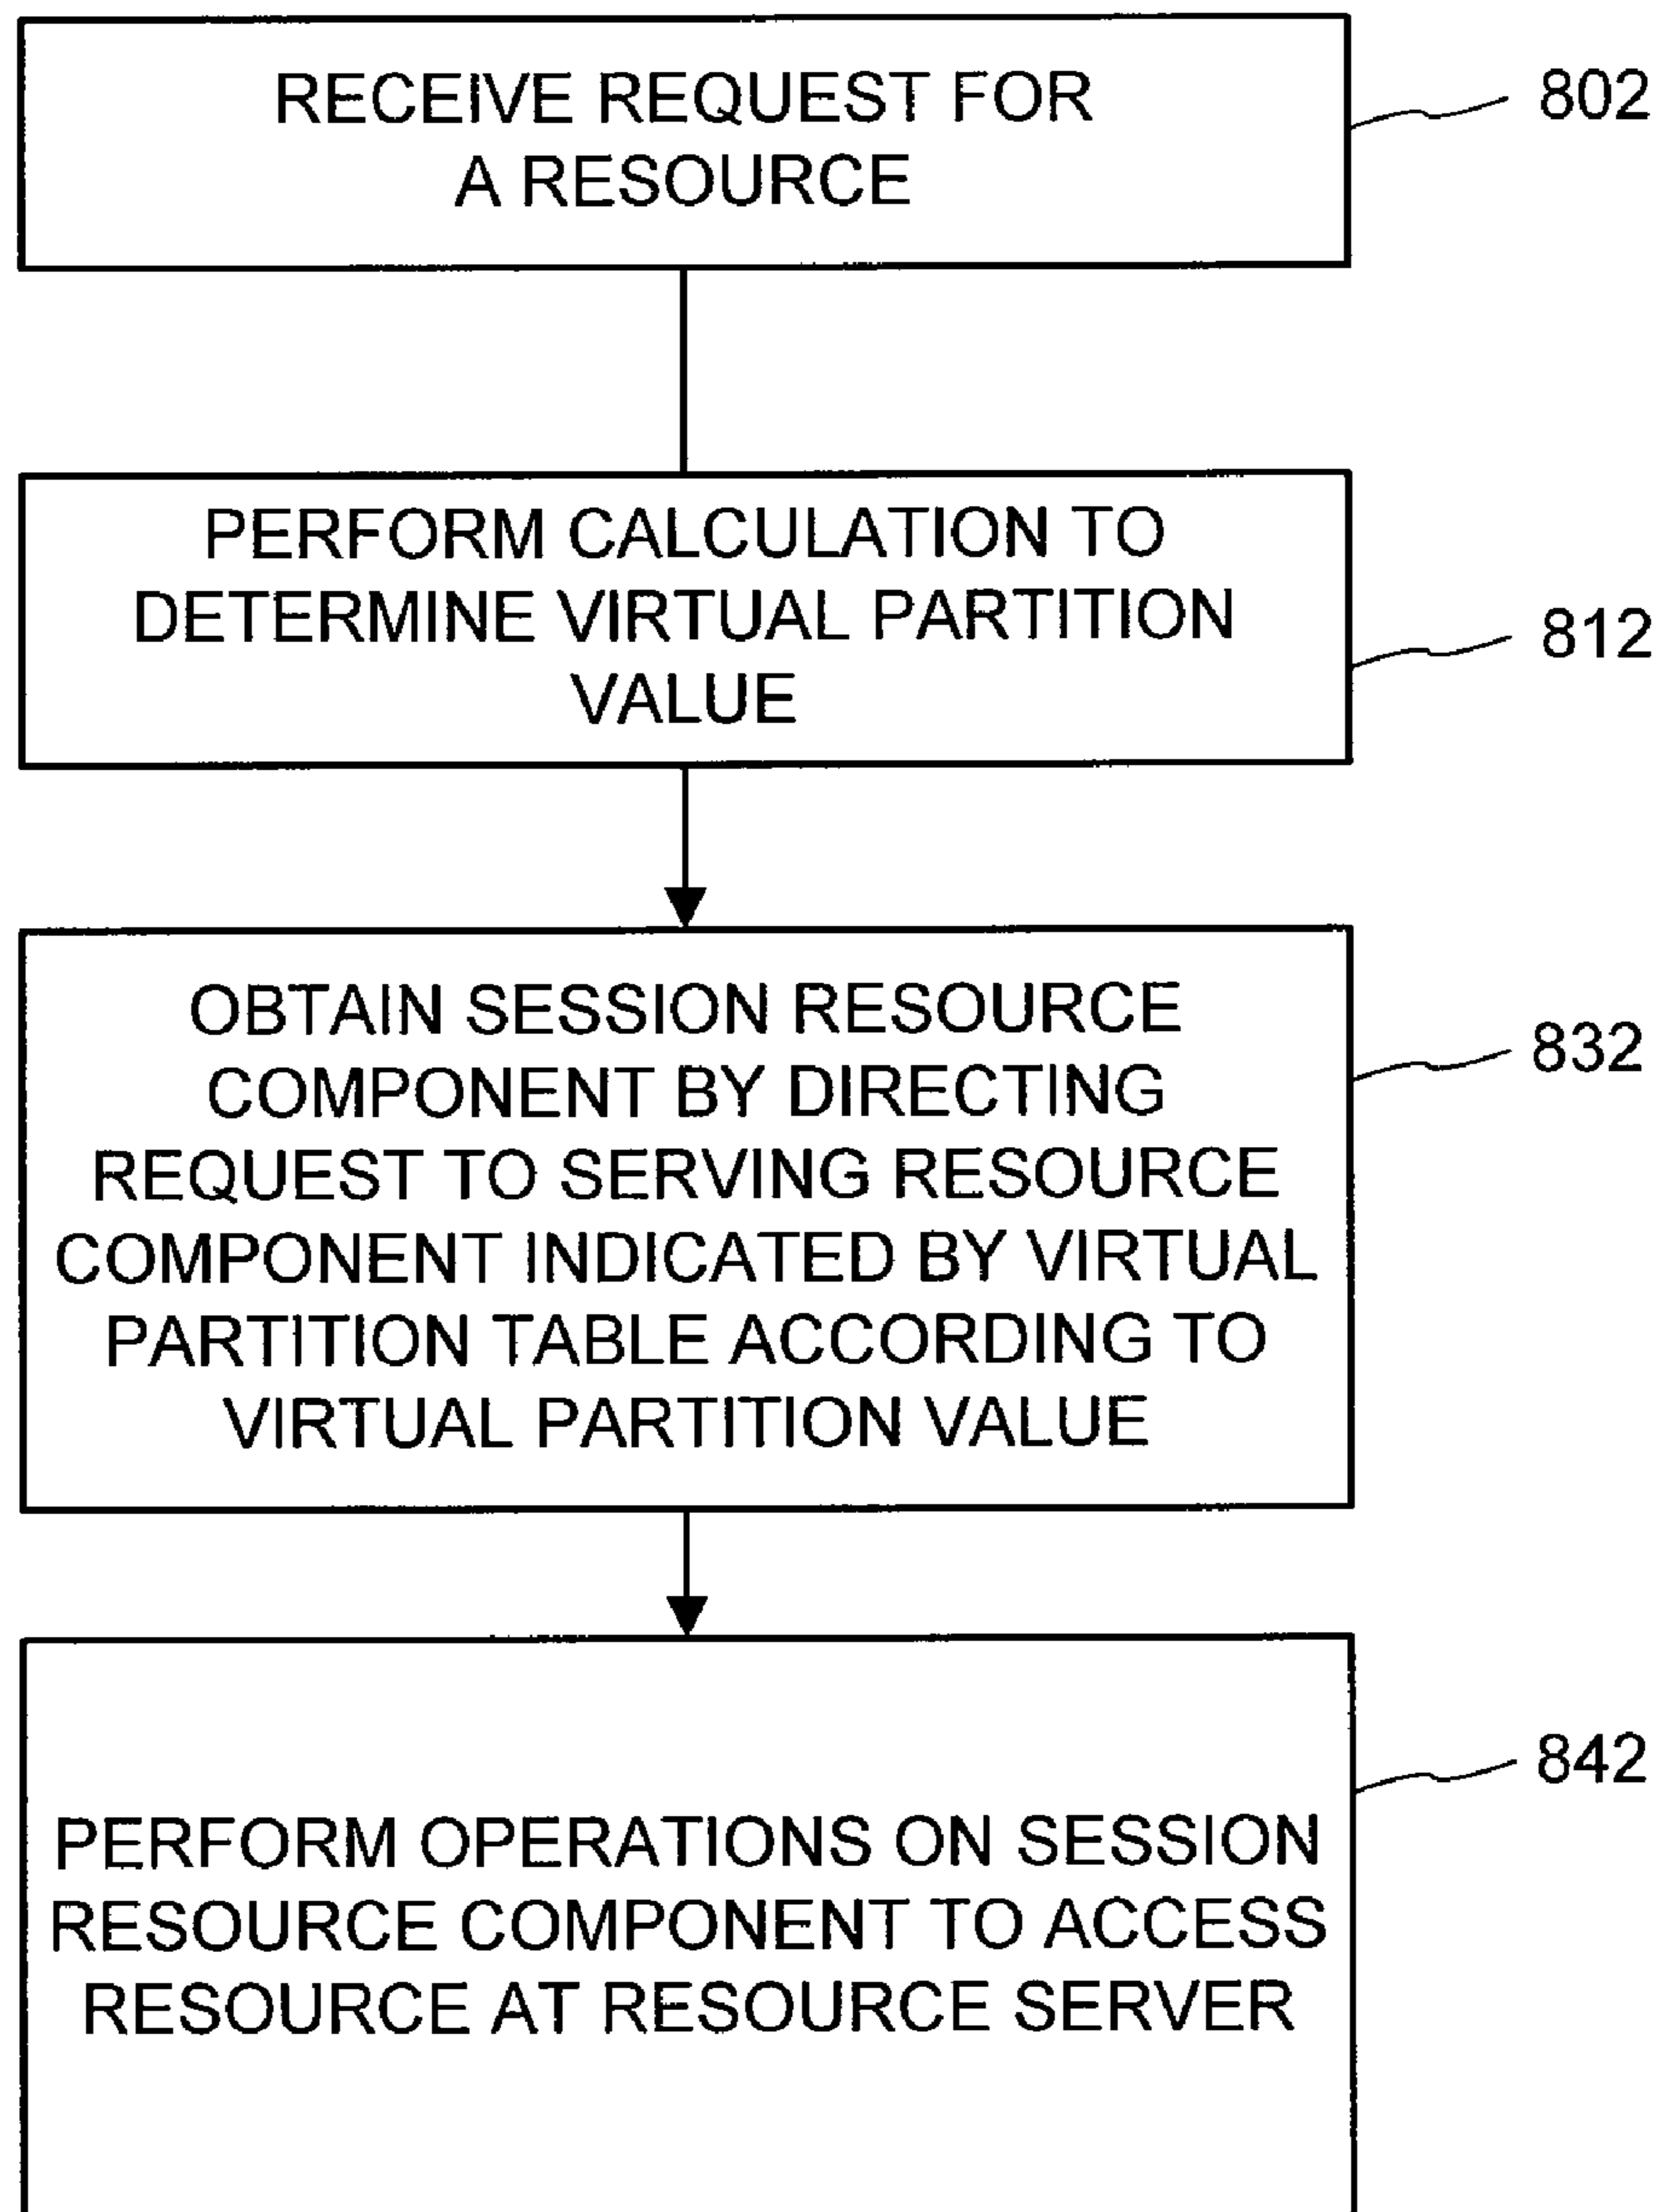 RECEIVE REQUEST FOR
A RESOURCE
802
PERFORM CALCULATION TO
DETERMINE VIRTUAL PARTITION
VALUE
812
OBTAIN SESSION RESOURCE
COMPONENT BY DIRECTING
REQUEST TO SERVING RESOURCE
COMPONENT INDICATED BY VIRTUAL
PARTITION TABLE ACCORDING TO
VIRTUAL PARTITION VALUE
832
PERFORM OPERATIONS ON SESSION
RESOURCE COMPONENT TO ACCESS
RESOURCE AT RESOURCE SERVER
842